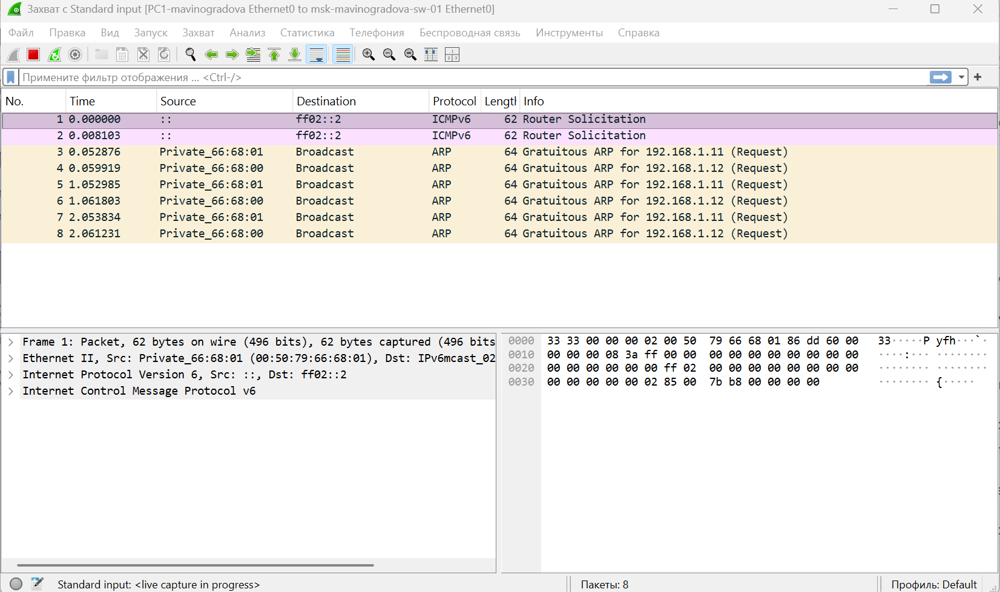 Захват с Standard input [PC1-mavinogradova Ethernet0 to msk-mavinogradova-sw-01 Ethernet0]
Файл Правка Вид Запуск Захват Анализ Статистика Телефония Беспроводная связь Инструменты Справка
Примените фильтр отображения ... <Ctrl-/>
No. Time Source Destination Protocol Length Info
1 0.000000 :: ff02::2 ICMPv6 62 Router Solicitation
2 0.008103 :: ff02::2 ICMPv6 62 Router Solicitation
3 0.052876 Private_66:68:01 Broadcast ARP 64 Gratuitous ARP for 192.168.1.11 (Request)
4 0.059919 Private_66:68:00 Broadcast ARP 64 Gratuitous ARP for 192.168.1.12 (Request)
5 1.052985 Private_66:68:01 Broadcast ARP 64 Gratuitous ARP for 192.168.1.11 (Request)
6 1.061803 Private_66:68:00 Broadcast ARP 64 Gratuitous ARP for 192.168.1.12 (Request)
7 2.053834 Private_66:68:01 Broadcast ARP 64 Gratuitous ARP for 192.168.1.11 (Request)
8 2.061231 Private_66:68:00 Broadcast ARP 64 Gratuitous ARP for 192.168.1.12 (Request)
Frame 1: Packet, 62 bytes on wire (496 bits), 62 bytes captured (496 bits
Ethernet II, Src: Private_66:68:01 (00:50:79:66:68:01), Dst: IPv6mcast_02
Internet Protocol Version 6, Src: ::, Dst: ff02::2
Internet Control Message Protocol v6
0000 33 33 00 00 00 02 00 50 79 66 68 01 86 dd 60 00 33·····P yfh···`·
0010 00 00 00 08 3a ff 00 00 00 00 00 00 00 00 00 00 ····:··· ········
0020 00 00 00 00 00 00 ff 02 00 00 00 00 00 00 00 00 ········ ········
0030 00 00 00 00 00 02 85 00 7b b8 00 00 00 00 ········ {·····
Standard input: <live capture in progress>
Пакеты: 8
Профиль: Default